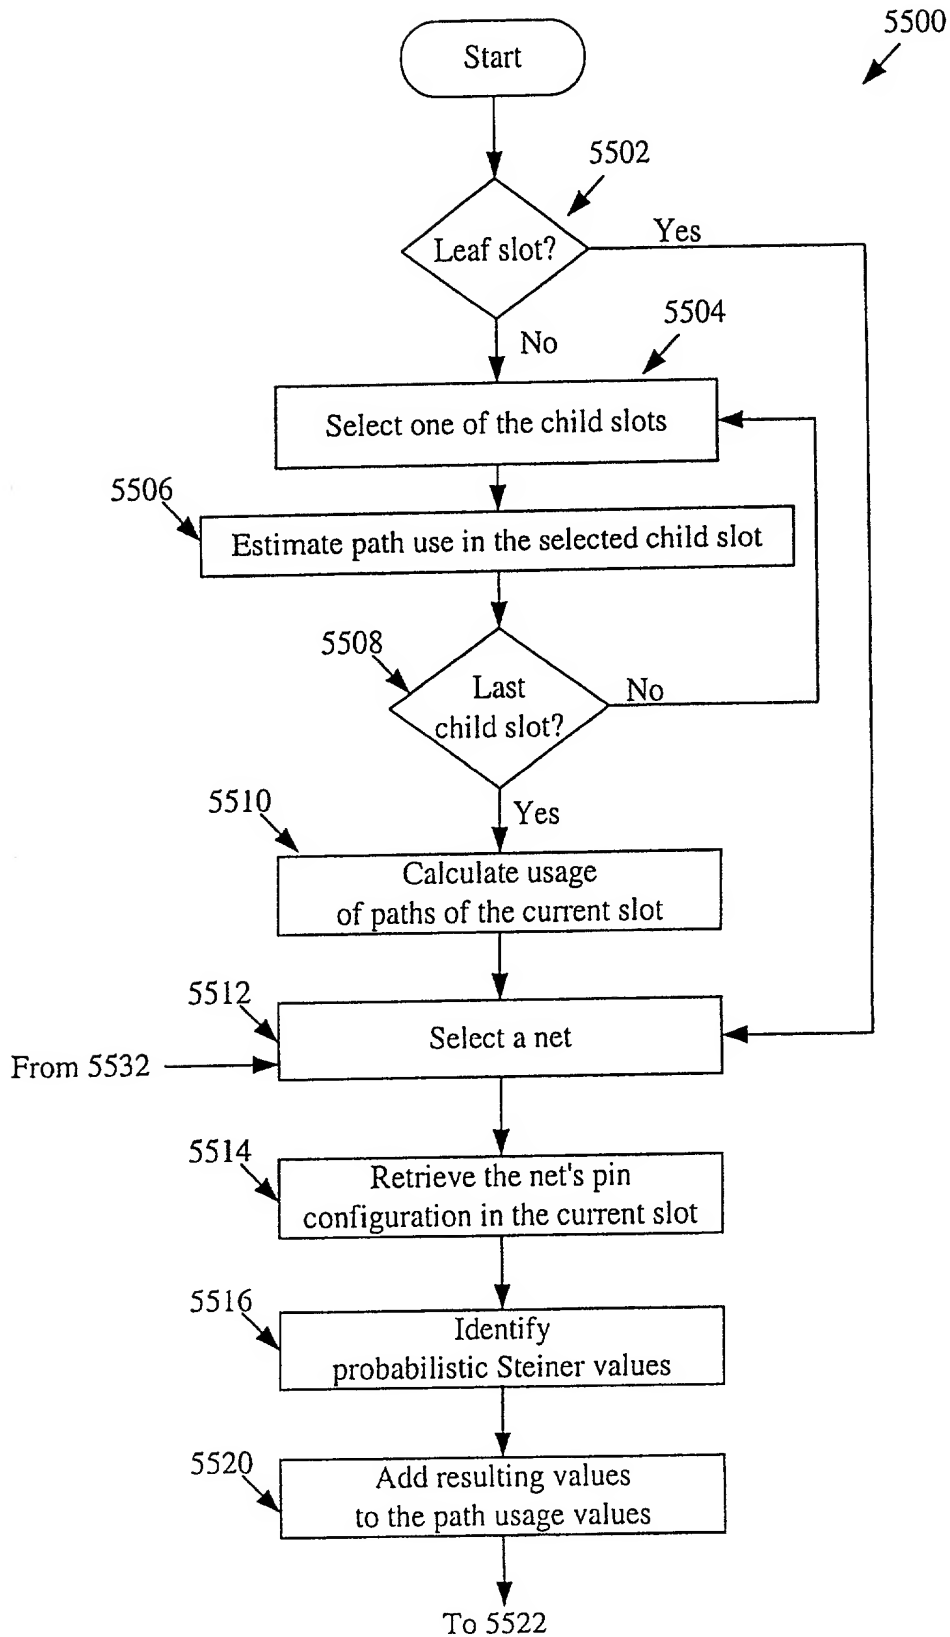 5500
Start
5502
Leaf slot?
Yes
No
5504
Select one of the child slots
5506
Estimate path use in the selected child slot
5508
Last
child slot?
No
Yes
5510
Calculate usage
of paths of the current slot
5512
Select a net
From 5532
5514
Retrieve the net's pin
configuration in the current slot
5516
Identify
probabilistic Steiner values
5520
Add resulting values
to the path usage values
To 5522